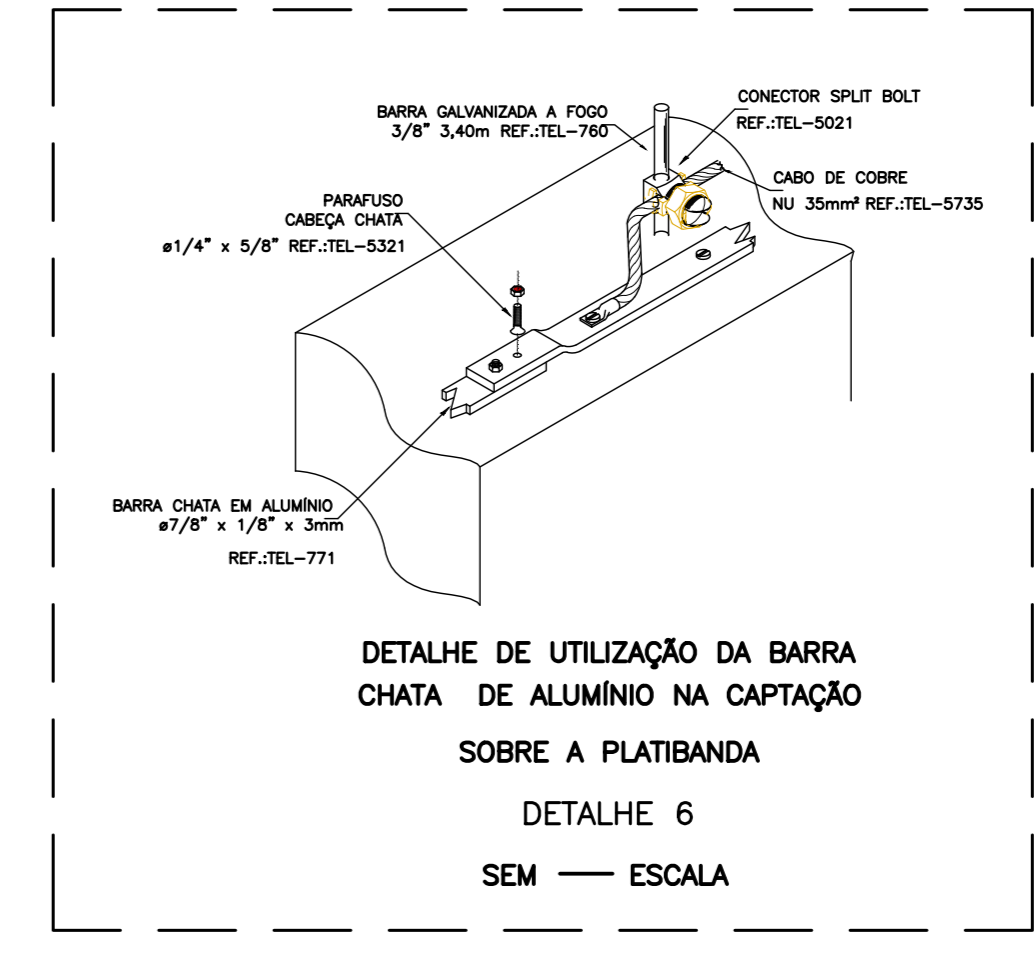 BARRA GALVANIZADA A FOGO
3/8" 3,40m REF.:TEL-760
CONECTOR SPLIT BOLT
REF.:TEL-5021
CABO DE COBRE
NU 35mm² REF.:TEL-5735
PARAFUSO
CABEÇA CHATA
ø1/4" x 5/8" REF.:TEL-5321
BARRA CHATA EM ALUMÍNIO
ø7/8" x 1/8" x 3mm
REF.:TEL-771
DETALHE DE UTILIZAÇÃO DA BARRA
CHATA DE ALUMÍNIO NA CAPTAÇÃO
SOBRE A PLATIBANDA
DETALHE 6
SEM — ESCALA